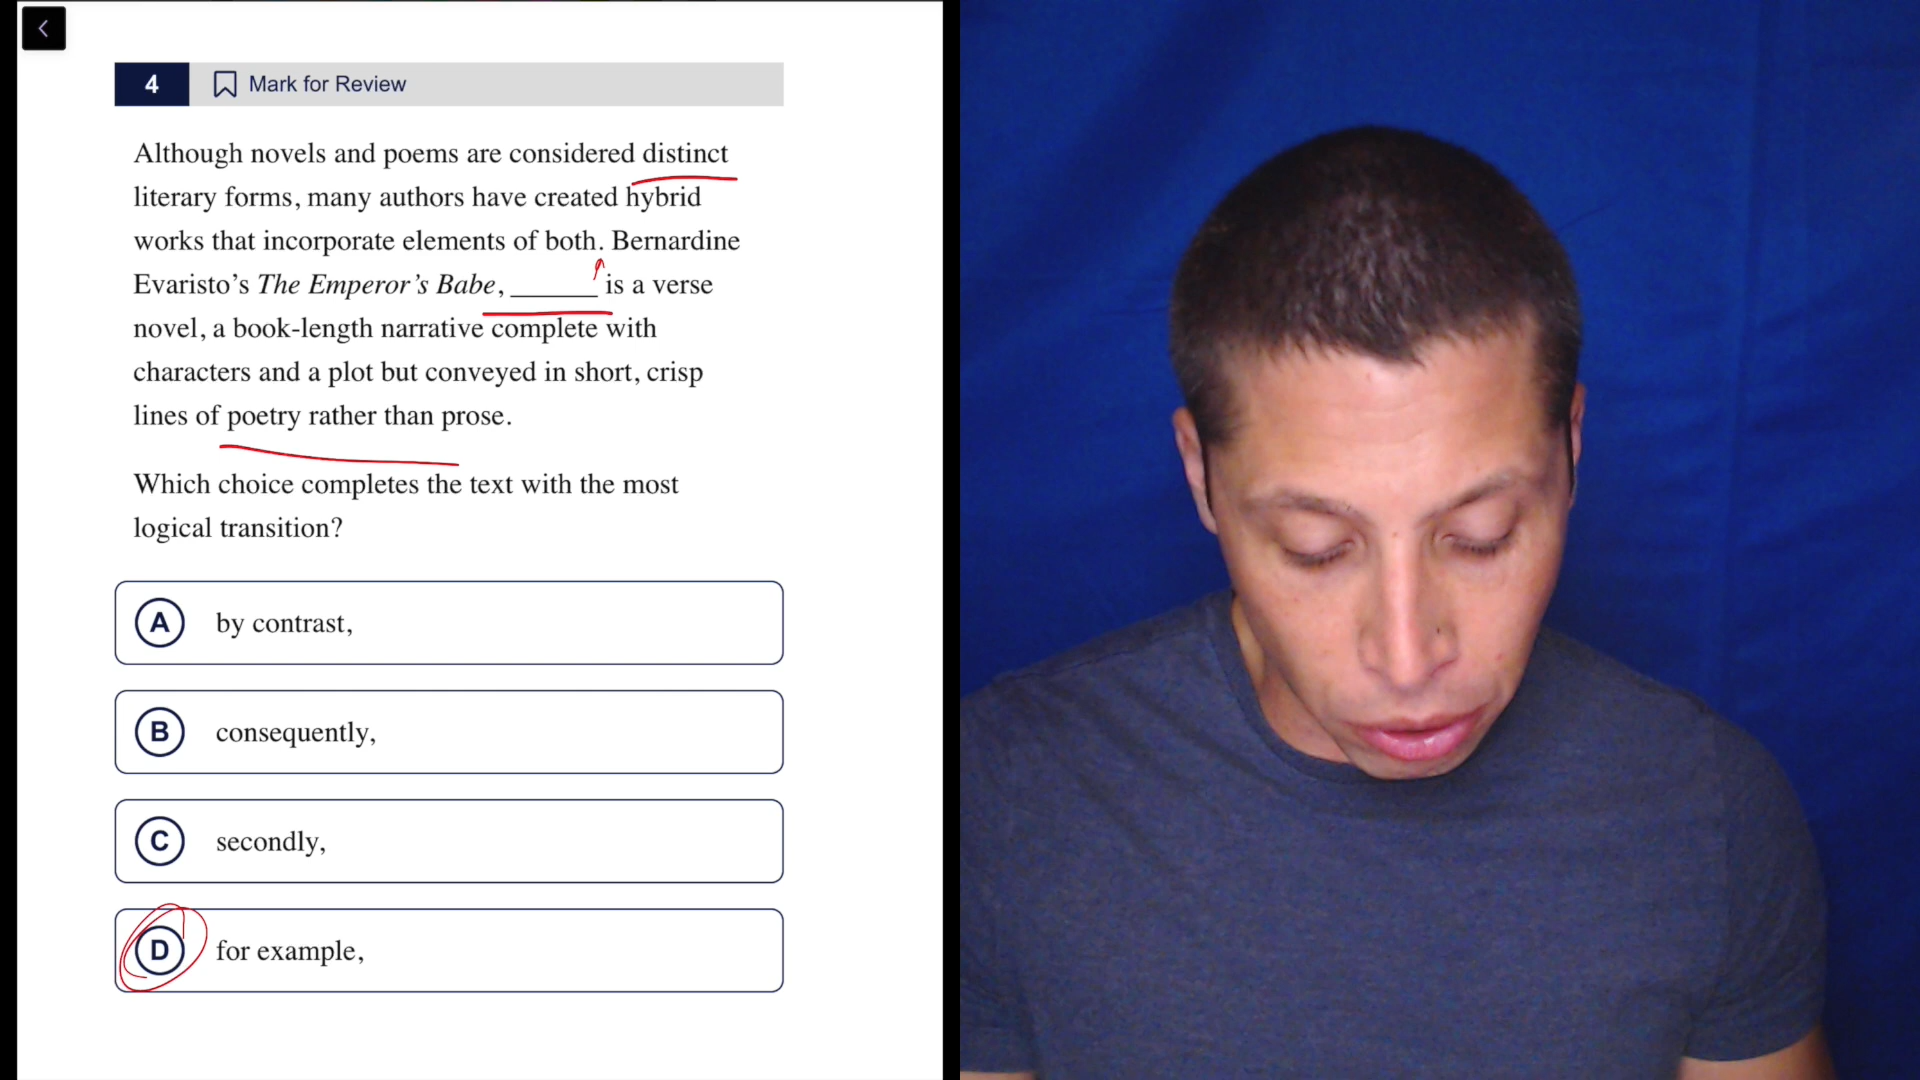 4 Mark for Review
Although novels and poems are considered distinct
literary forms, many authors have created hybrid
works that incorporate elements of both. Bernardine
Evaristo's The Emperor's Babe, ______ is a verse
novel, a book-length narrative complete with
characters and a plot but conveyed in short, crisp
lines of poetry rather than prose.
Which choice completes the text with the most
logical transition?
A by contrast,
B consequently,
C secondly,
D for example,